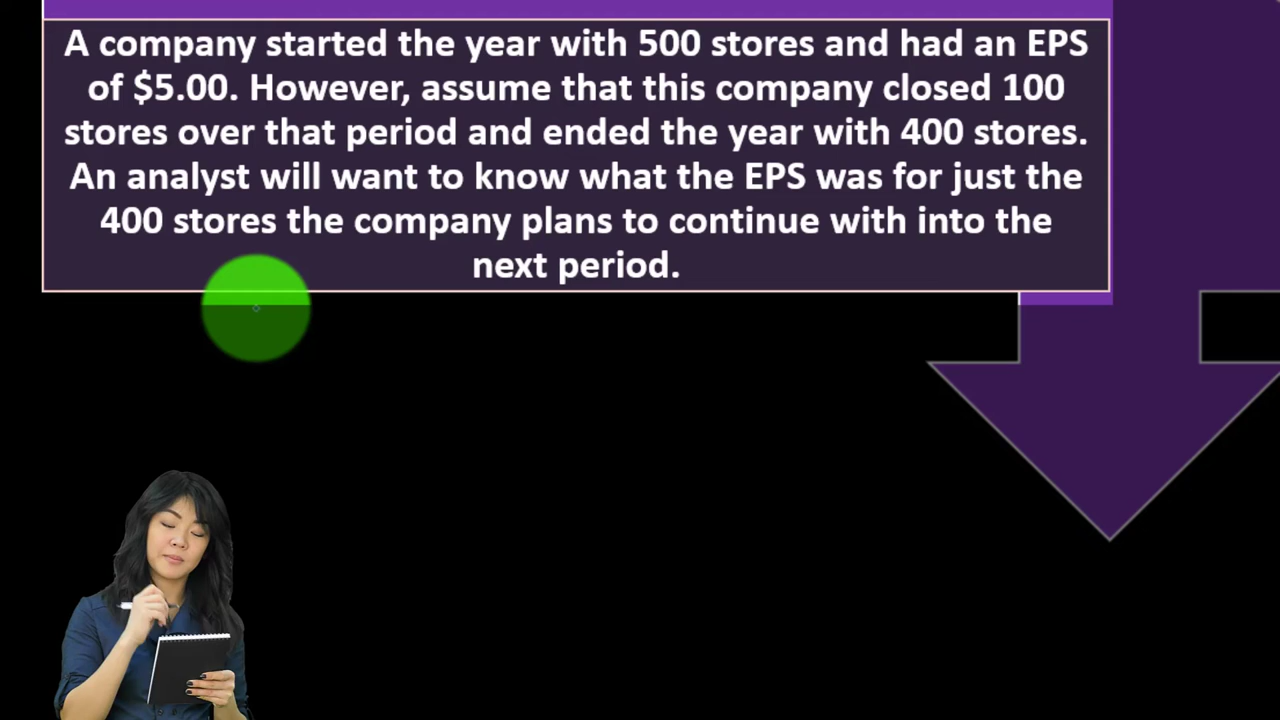 A company started the year with 500 stores and had an EPS
of $5.00. However, assume that this company closed 100
stores over that period and ended the year with 400 stores.
An analyst will want to know what the EPS was for just the
400 stores the company plans to continue with into the
next period.